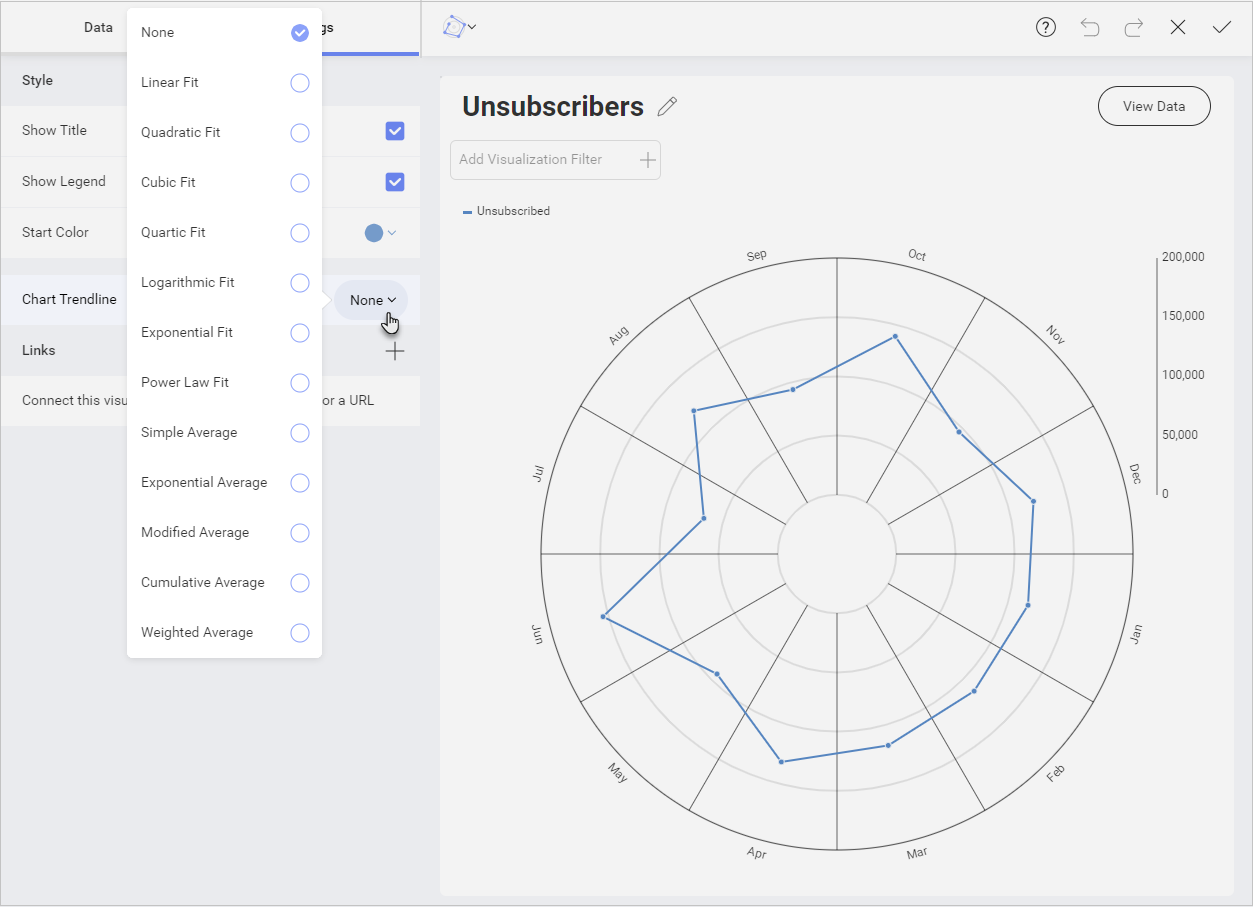 Data
gs
None
Linear Fit
Quadratic Fit
Cubic Fit
Quartic Fit
Logarithmic Fit
Exponential Fit
Power Law Fit
Simple Average
Exponential Average
Modified Average
Cumulative Average
Weighted Average
Style
Show Title
Show Legend
Start Color
Chart Trendline
None
Links
Connect this visu
or a URL
?
Unsubscribers
View Data
Add Visualization Filter
Unsubscribed
Sep
Oct
Aug
Nov
Jul
Dec
Jun
Jan
May
Feb
Apr
Mar
200,000
150,000
100,000
50,000
0